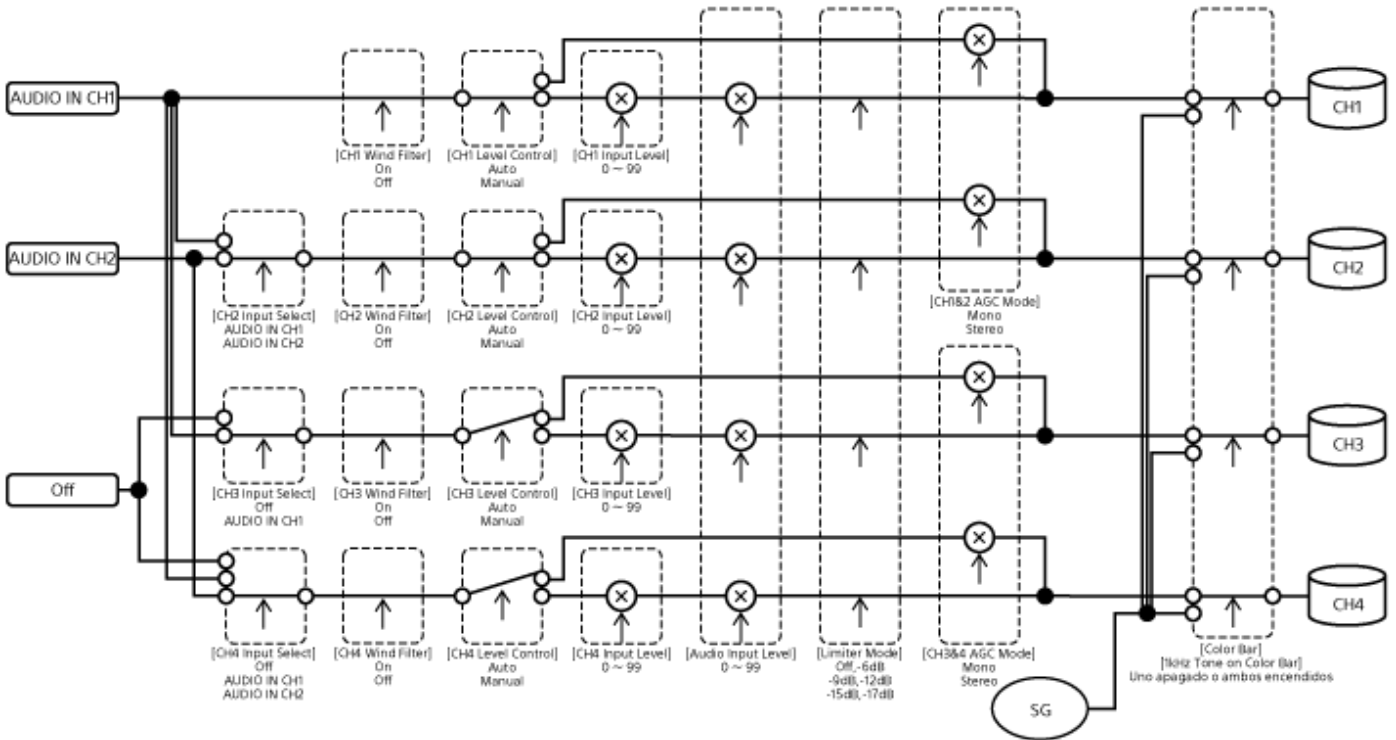 AUDIO IN CH1
CH1
[CH1 Wind Filter]
On
Off
[CH1 Level Control]
Auto
Manual
[CH1 Input Level]
0 ~ 99
AUDIO IN CH2
CH2
[CH2 Input Select]
AUDIO IN CH1
AUDIO IN CH2
[CH2 Wind Filter]
On
Off
[CH2 Level Control]
Auto
Manual
[CH2 Input Level]
0 ~ 99
[CH1&2 AGC Mode]
Mono
Stereo
CH3
Off
[CH3 Input Select]
Off
AUDIO IN CH1
[CH3 Wind Filter]
On
Off
[CH3 Level Control]
Auto
Manual
[CH3 Input Level]
0 ~ 99
CH4
[CH4 Input Select]
Off
AUDIO IN CH1
AUDIO IN CH2
[CH4 Wind Filter]
On
Off
[CH4 Level Control]
Auto
Manual
[CH4 Input Level]
0 ~ 99
[Audio Input Level]
0 ~ 99
[Limiter Mode]
Off,-6dB
-9dB,-12dB
-15dB,-17dB
[CH3&4 AGC Mode]
Mono
Stereo
[Color Bar]
[1kHz Tone on Color Bar]
Uno apagado o ambos encendidos
SG